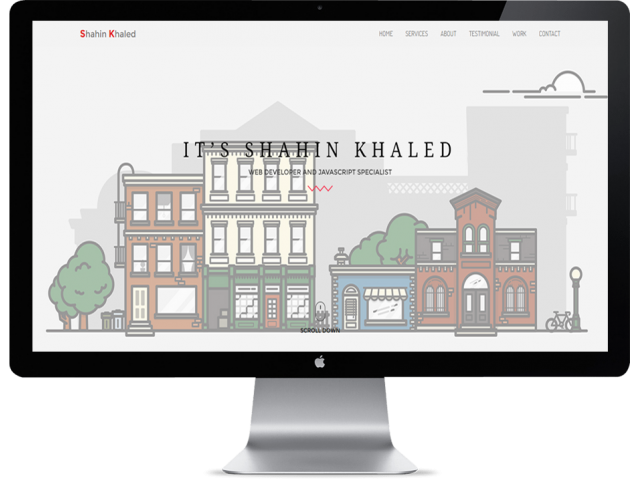 Shahin Khaled
HOME SERVICES ABOUT TESTIMONIAL WORK CONTACT
IT'S SHAHIN KHALED
WEB DEVELOPER AND JAVASCRIPT SPECIALIST
SCROLL DOWN